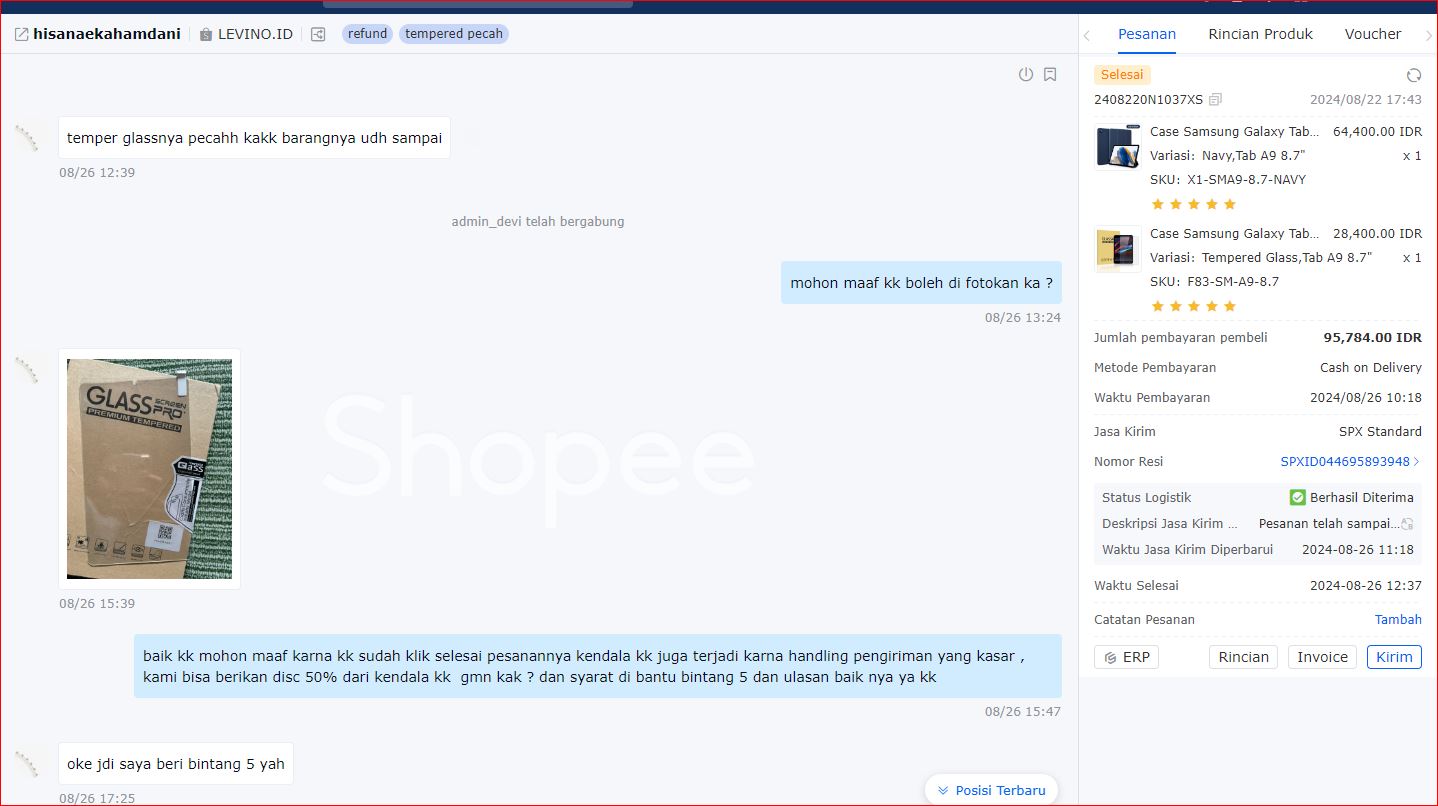 hisanaekahamdani
LEVINO.ID
refund
tempered pecah
temper glassnya pecahh kakk barangnya udh sampai
08/26 12:39
admin_devi telah bergabung
mohon maaf kk boleh di fotokan ka ?
08/26 13:24
GLASS SCREEN PRO+
PREMIUM TEMPERED
GLASS
08/26 15:39
Shopee
baik kk mohon maaf karna kk sudah klik selesai pesanannya kendala kk juga terjadi karna handling pengiriman yang kasar ,
kami bisa berikan disc 50% dari kendala kk gmn kak ? dan syarat di bantu bintang 5 dan ulasan baik nya ya kk
08/26 15:47
oke jdi saya beri bintang 5 yah
08/26 17:25
Posisi Terbaru
Pesanan Rincian Produk Voucher
Selesai
2408220N1037XS 2024/08/22 17:43
Case Samsung Galaxy Tab... 64,400.00 IDR
Variasi: Navy,Tab A9 8.7" x 1
SKU: X1-SMA9-8.7-NAVY
Case Samsung Galaxy Tab... 28,400.00 IDR
Variasi: Tempered Glass,Tab A9 8.7" x 1
SKU: F83-SM-A9-8.7
Jumlah pembayaran pembeli 95,784.00 IDR
Metode Pembayaran Cash on Delivery
Waktu Pembayaran 2024/08/26 10:18
Jasa Kirim SPX Standard
Nomor Resi SPXID044695893948
Status Logistik Berhasil Diterima
Deskripsi Jasa Kirim ... Pesanan telah sampai...
Waktu Jasa Kirim Diperbarui 2024-08-26 11:18
Waktu Selesai 2024-08-26 12:37
Catatan Pesanan Tambah
ERP Rincian Invoice Kirim